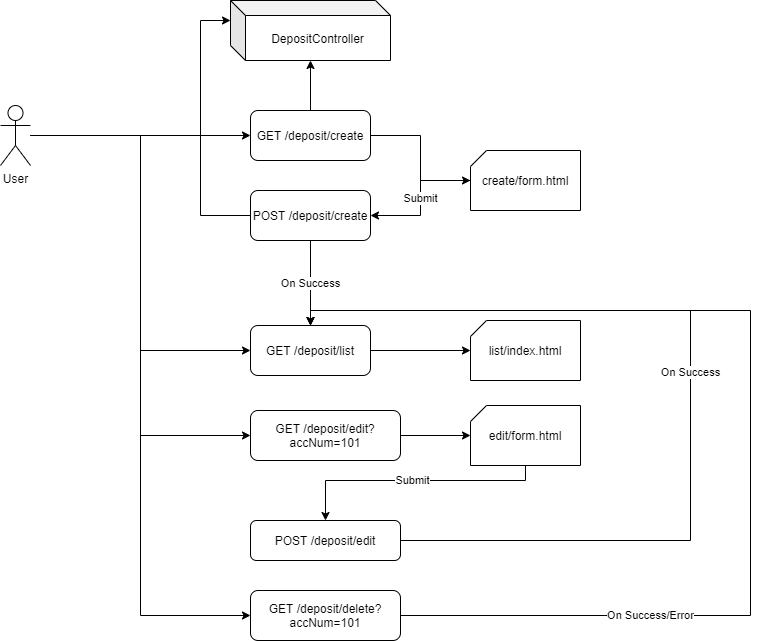 DepositController
User
GET /deposit/create
create/form.html
Submit
POST /deposit/create
On Success
GET /deposit/list
list/index.html
On Success
GET /deposit/edit?
accNum=101
edit/form.html
Submit
POST /deposit/edit
GET /deposit/delete?
accNum=101
On Success/Error